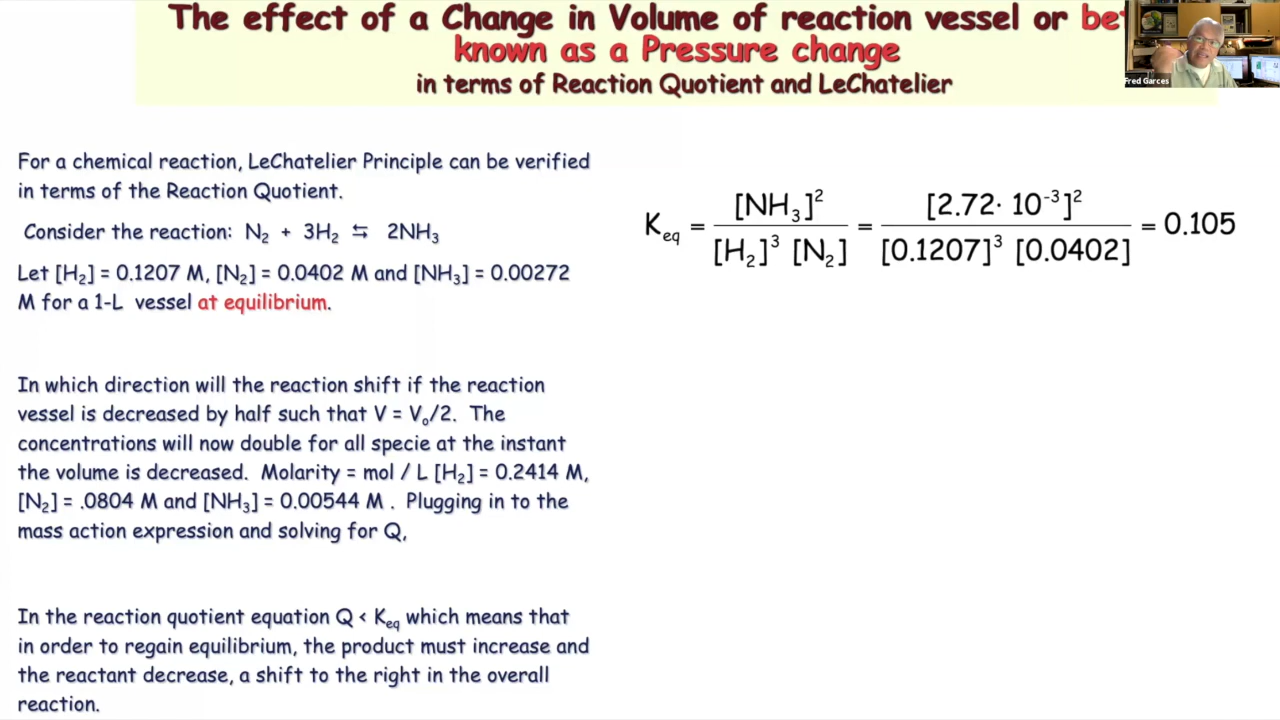 The effect of a Change in Volume of reaction vessel or
known as a Pressure change
in terms of Reaction Quotient and LeChatelier
Fred Garces
For a chemical reaction, LeChatelier Principle can be verified
in terms of the Reaction Quotient.
Consider the reaction: N₂ + 3H₂ ⇆ 2NH₃
Let [H₂] = 0.1207 M, [N₂] = 0.0402 M and [NH₃] = 0.00272
M for a 1-L vessel at equilibrium.
K_eq = [NH₃]² / [H₂]³ [N₂] = [2.72· 10⁻³]² / [0.1207]³ [0.0402] = 0.105
In which direction will the reaction shift if the reaction
vessel is decreased by half such that V = Vₒ/2. The
concentrations will now double for all specie at the instant
the volume is decreased. Molarity = mol / L [H₂] = 0.2414 M,
[N₂] = .0804 M and [NH₃] = 0.00544 M . Plugging in to the
mass action expression and solving for Q,
In the reaction quotient equation Q < K_eq which means that
in order to regain equilibrium, the product must increase and
the reactant decrease, a shift to the right in the overall
reaction.